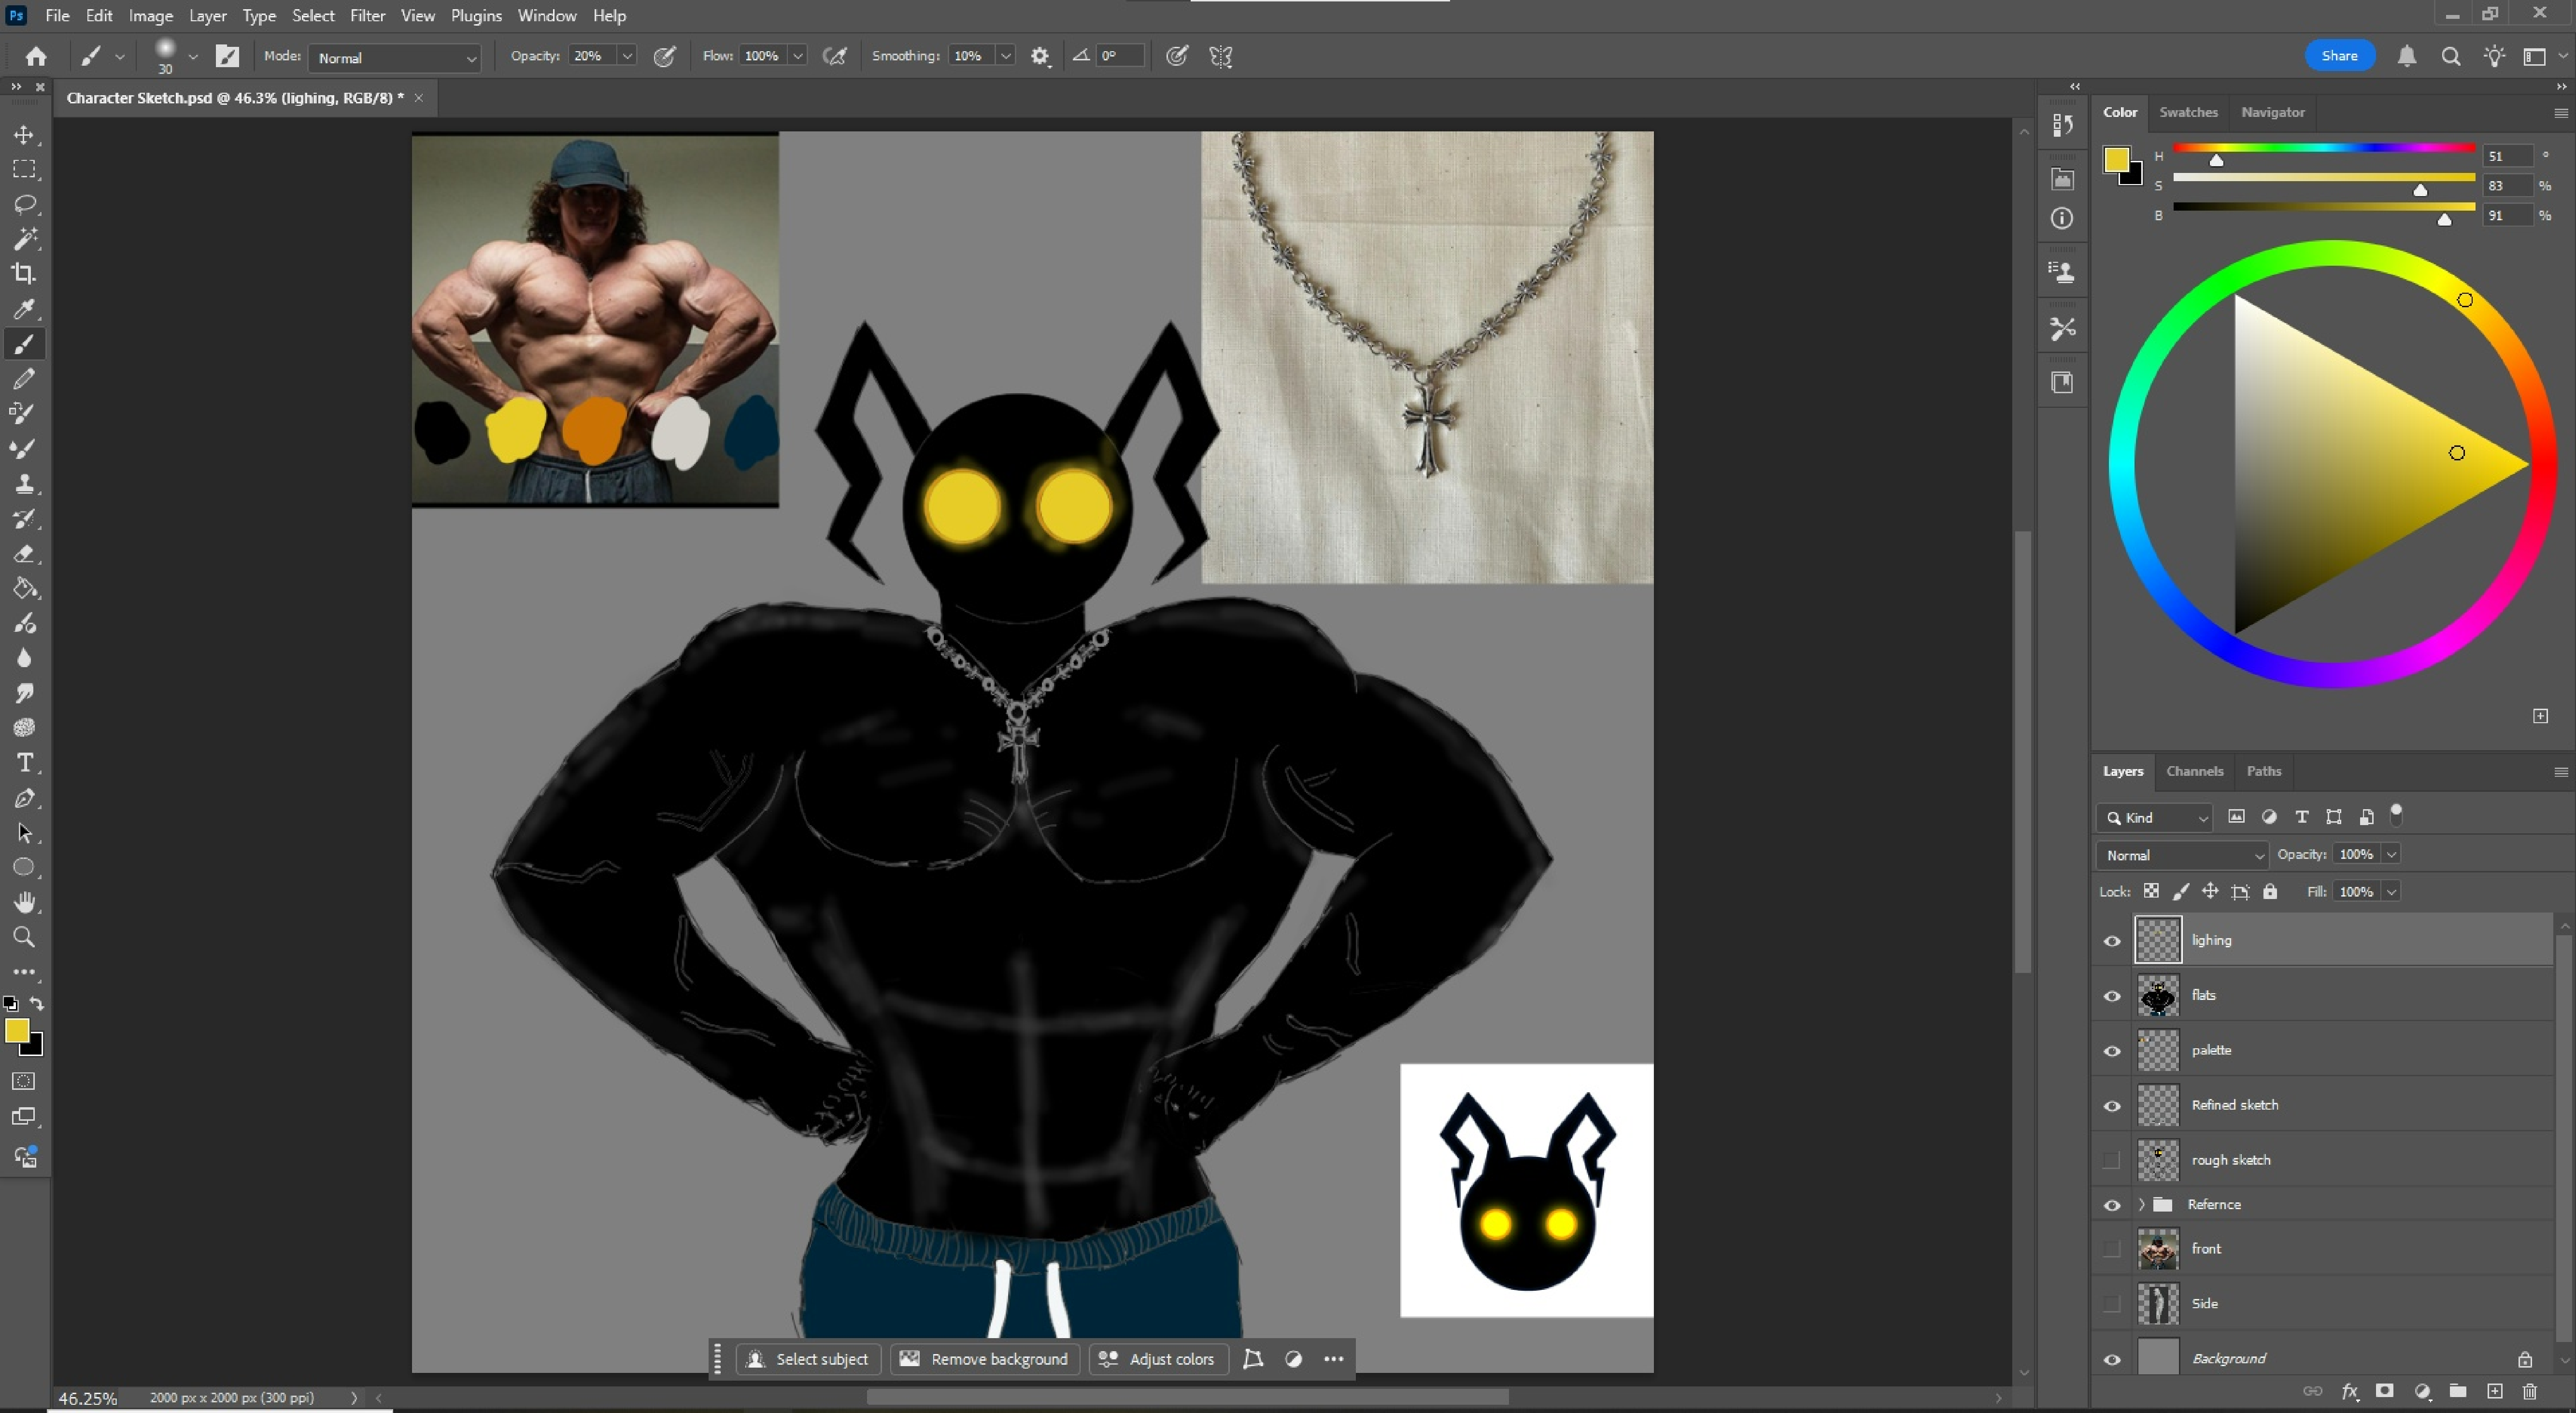 Ps File Edit Image Layer Type Select Filter View Plugins Window Help
30 Mode: Normal Opacity: 20% Flow: 100% Smoothing: 10% 0° Share
Character Sketch.psd @ 46.3% (lighing, RGB/8) * ×
Color Swatches Navigator
H 51 °
S 83 %
B 91 %
Layers Channels Paths
Kind
Normal Opacity: 100%
Lock: Fill: 100%
lighing
flats
palette
Refined sketch
rough sketch
Refernce
front
Side
Background
Select subject Remove background Adjust colors
46.25% 2000 px x 2000 px (300 ppi)
fx